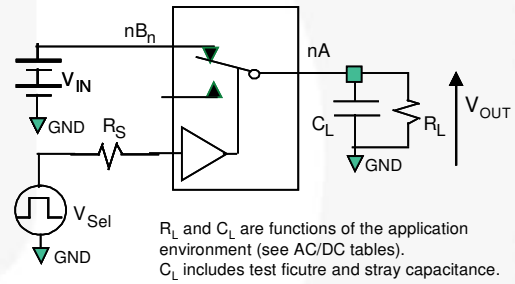 nBn
nA
VIN
GND
RS
CL
RL
VOUT
GND
VSel
GND
RL and CL are functions of the application
environment (see AC/DC tables).
CL includes test ficutre and stray capacitance.